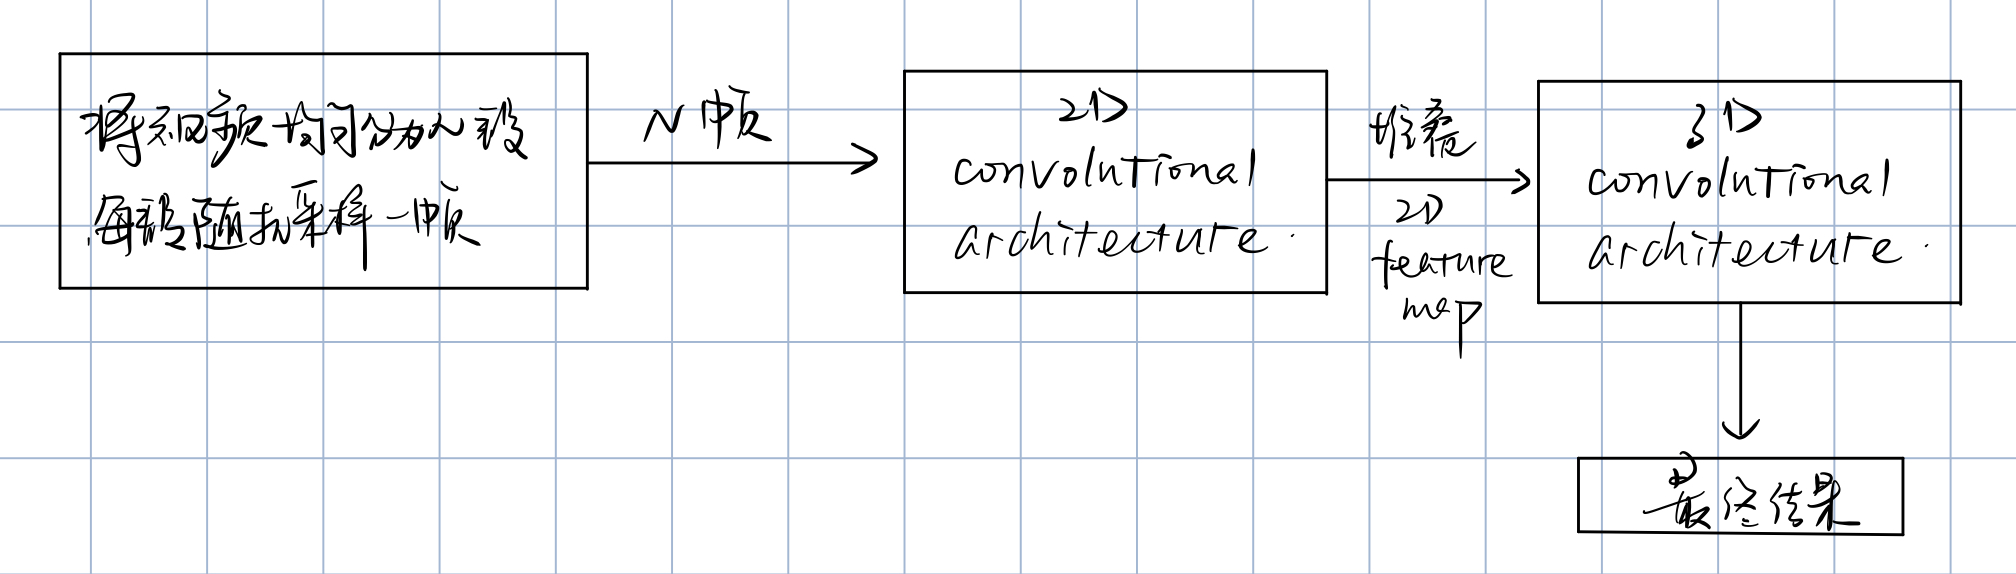 将视频均匀分为N段
每段随机采样一帧
N帧
2D
convolutional
architecture.
堆叠
2D
feature
map
3D
convolutional
architecture.
最终结果